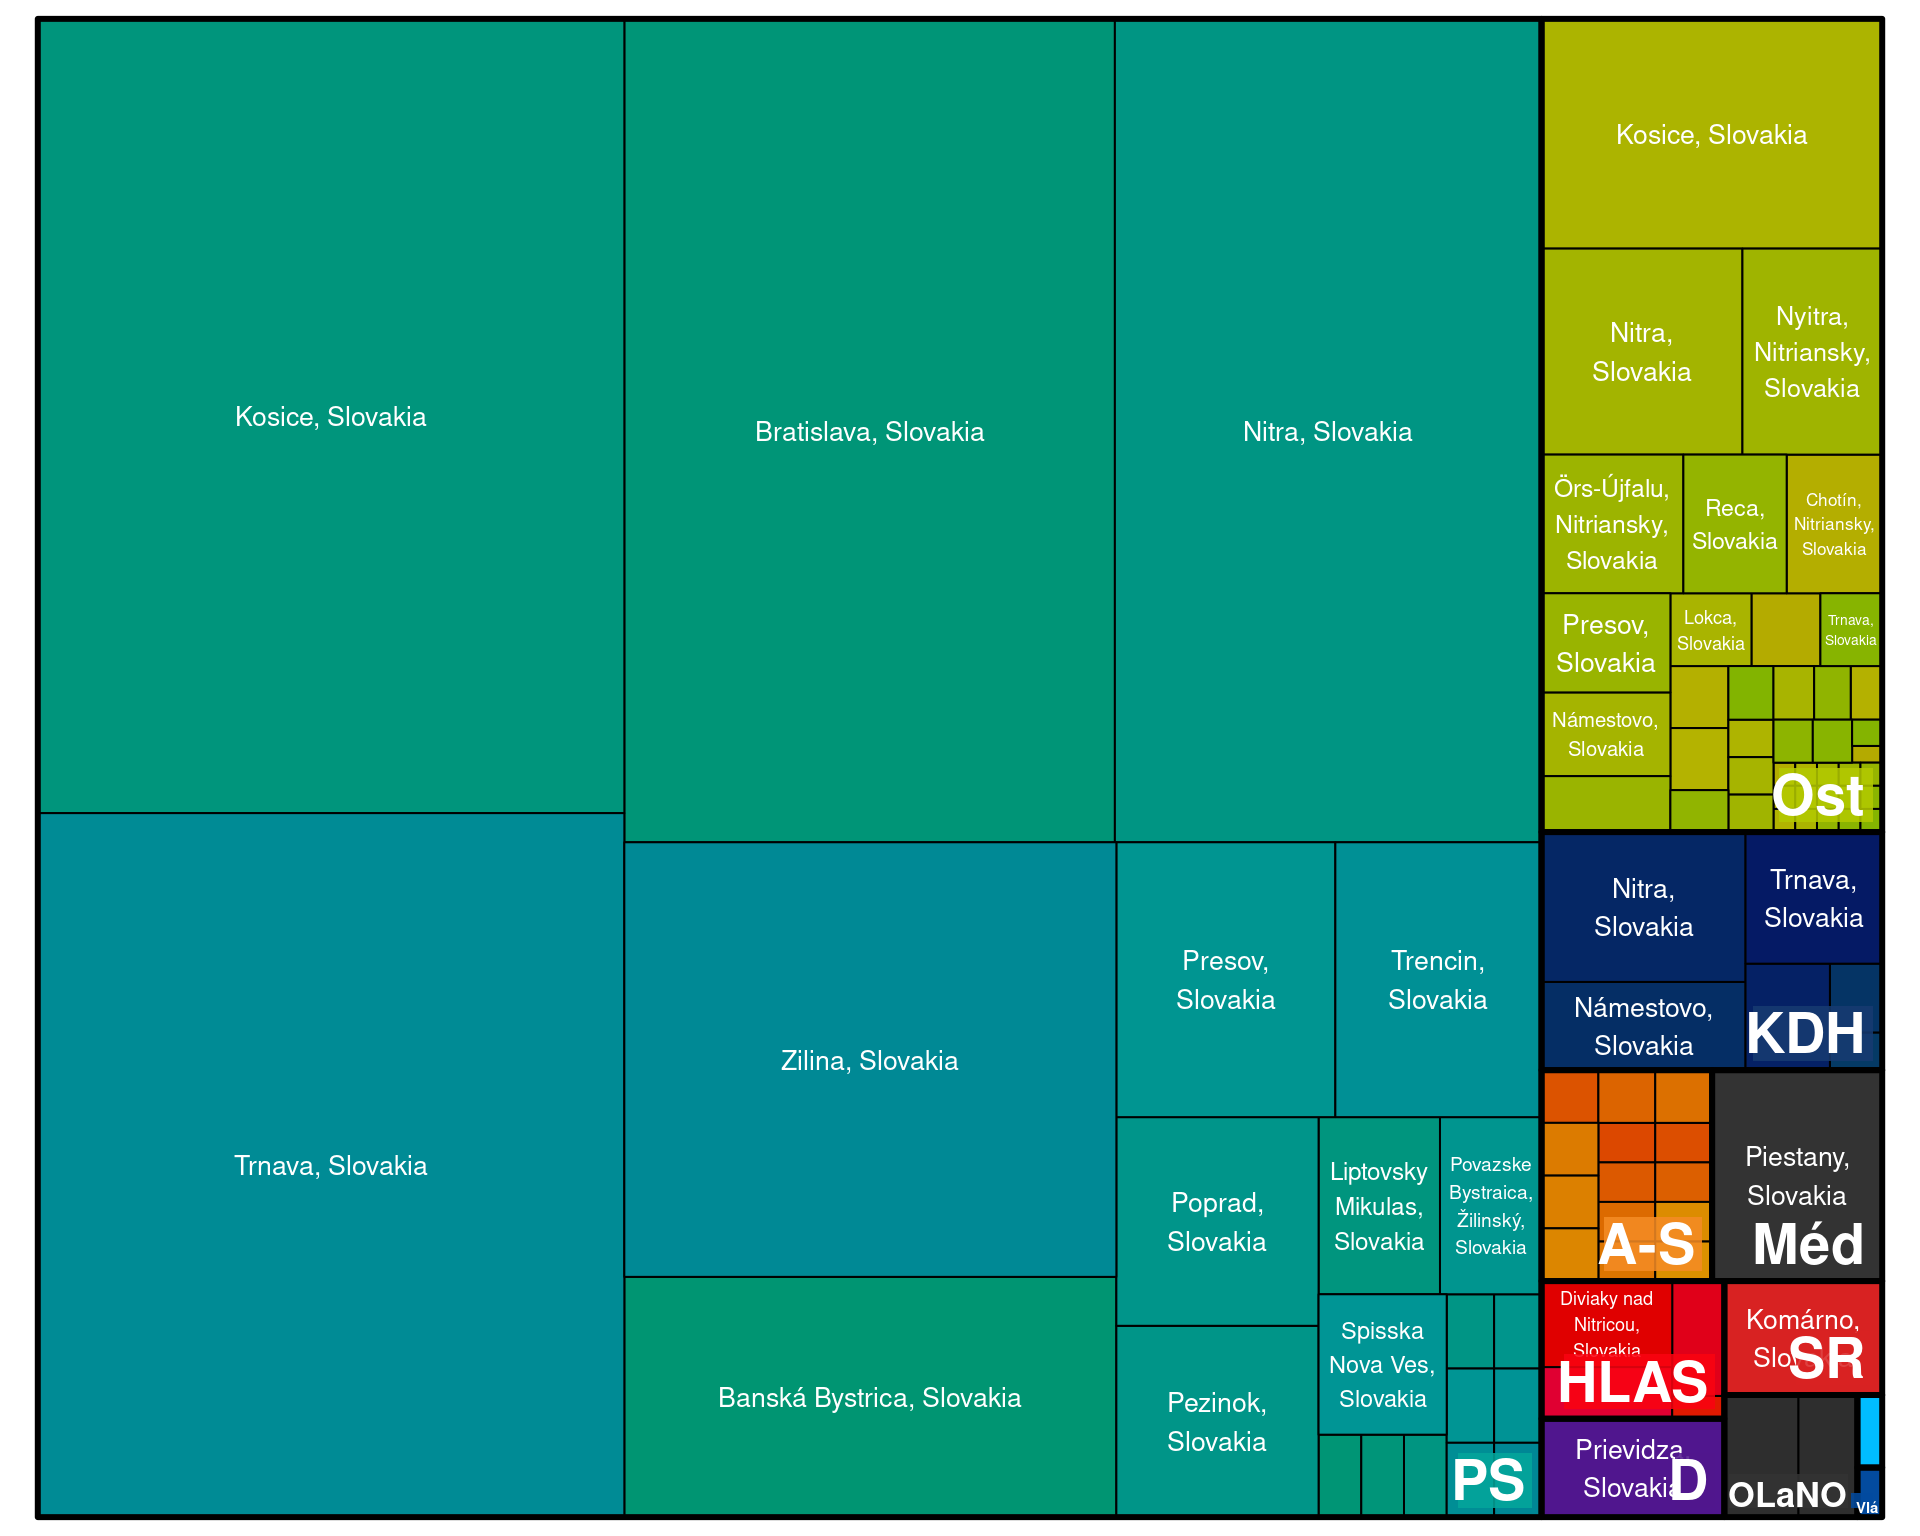 Kosice, Slovakia
Bratislava, Slovakia
Nitra, Slovakia
Trnava, Slovakia
Zilina, Slovakia
Banská Bystrica, Slovakia
Presov,
Slovakia
Trencin,
Slovakia
Poprad,
Slovakia
Liptovsky
Mikulas,
Slovakia
Povazske
Bystraica,
Žilinský,
Slovakia
Pezinok,
Slovakia
Spisska
Nova Ves,
Slovakia
PS
Kosice, Slovakia
Nitra,
Slovakia
Nyitra,
Nitriansky,
Slovakia
Örs-Újfalu,
Nitriansky,
Slovakia
Reca,
Slovakia
Chotín,
Nitriansky,
Slovakia
Presov,
Slovakia
Lokca,
Slovakia
Trnava,
Slovakia
Námestovo,
Slovakia
Ost
Nitra,
Slovakia
Trnava,
Slovakia
Námestovo,
Slovakia
KDH
A-S
Piestany,
Slovakia
Méd
Diviaky nad
Nitricou,
Slovakia
HLAS
Komárno,
SR
Prievidza,
Slovakia
D
OLaNO
Vlá